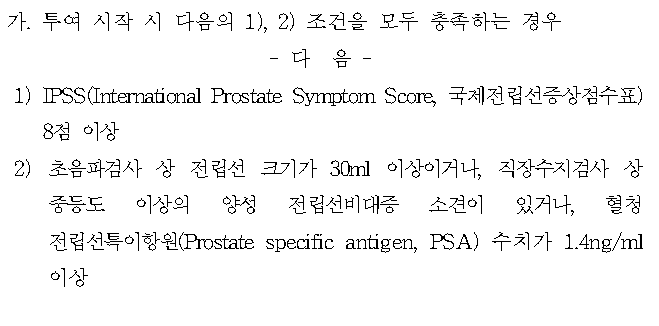 가. 투여 시작 시 다음의 1), 2) 조건을 모두 충족하는 경우
- 다 음 -
1) IPSS(International Prostate Symptom Score, 국제전립선증상점수표)
8점 이상
2) 초음파검사 상 전립선 크기가 30ml 이상이거나, 직장수지검사 상
중등도 이상의 양성 전립선비대증 소견이 있거나, 혈청
전립선특이항원(Prostate specific antigen, PSA) 수치가 1.4ng/ml
이상